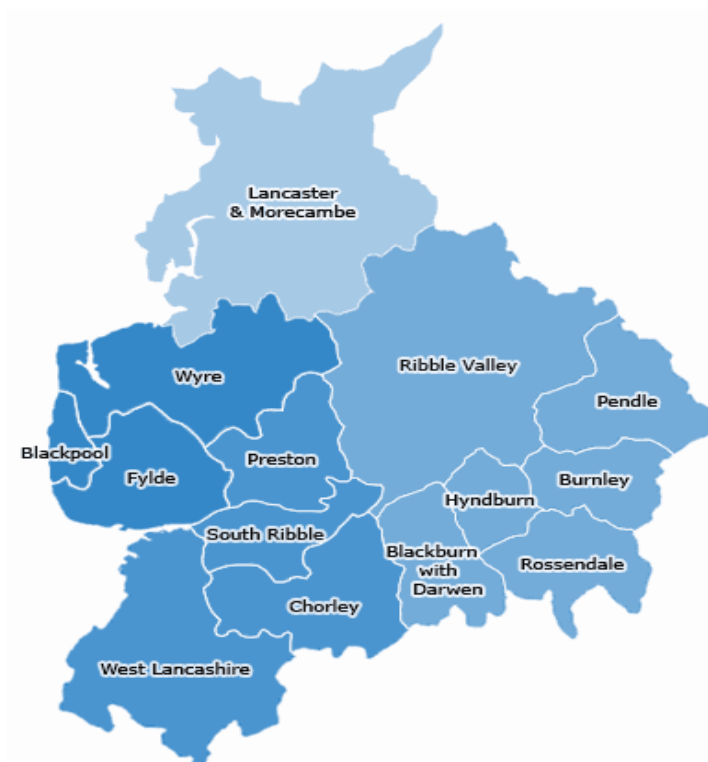 Lancaster
& Morecambe
Wyre
Ribble Valley
Pendle
Blackpool
Fylde
Preston
Burnley
Hyndburn
South Ribble
Blackburn
with
Darwen
Rossendale
Chorley
West Lancashire